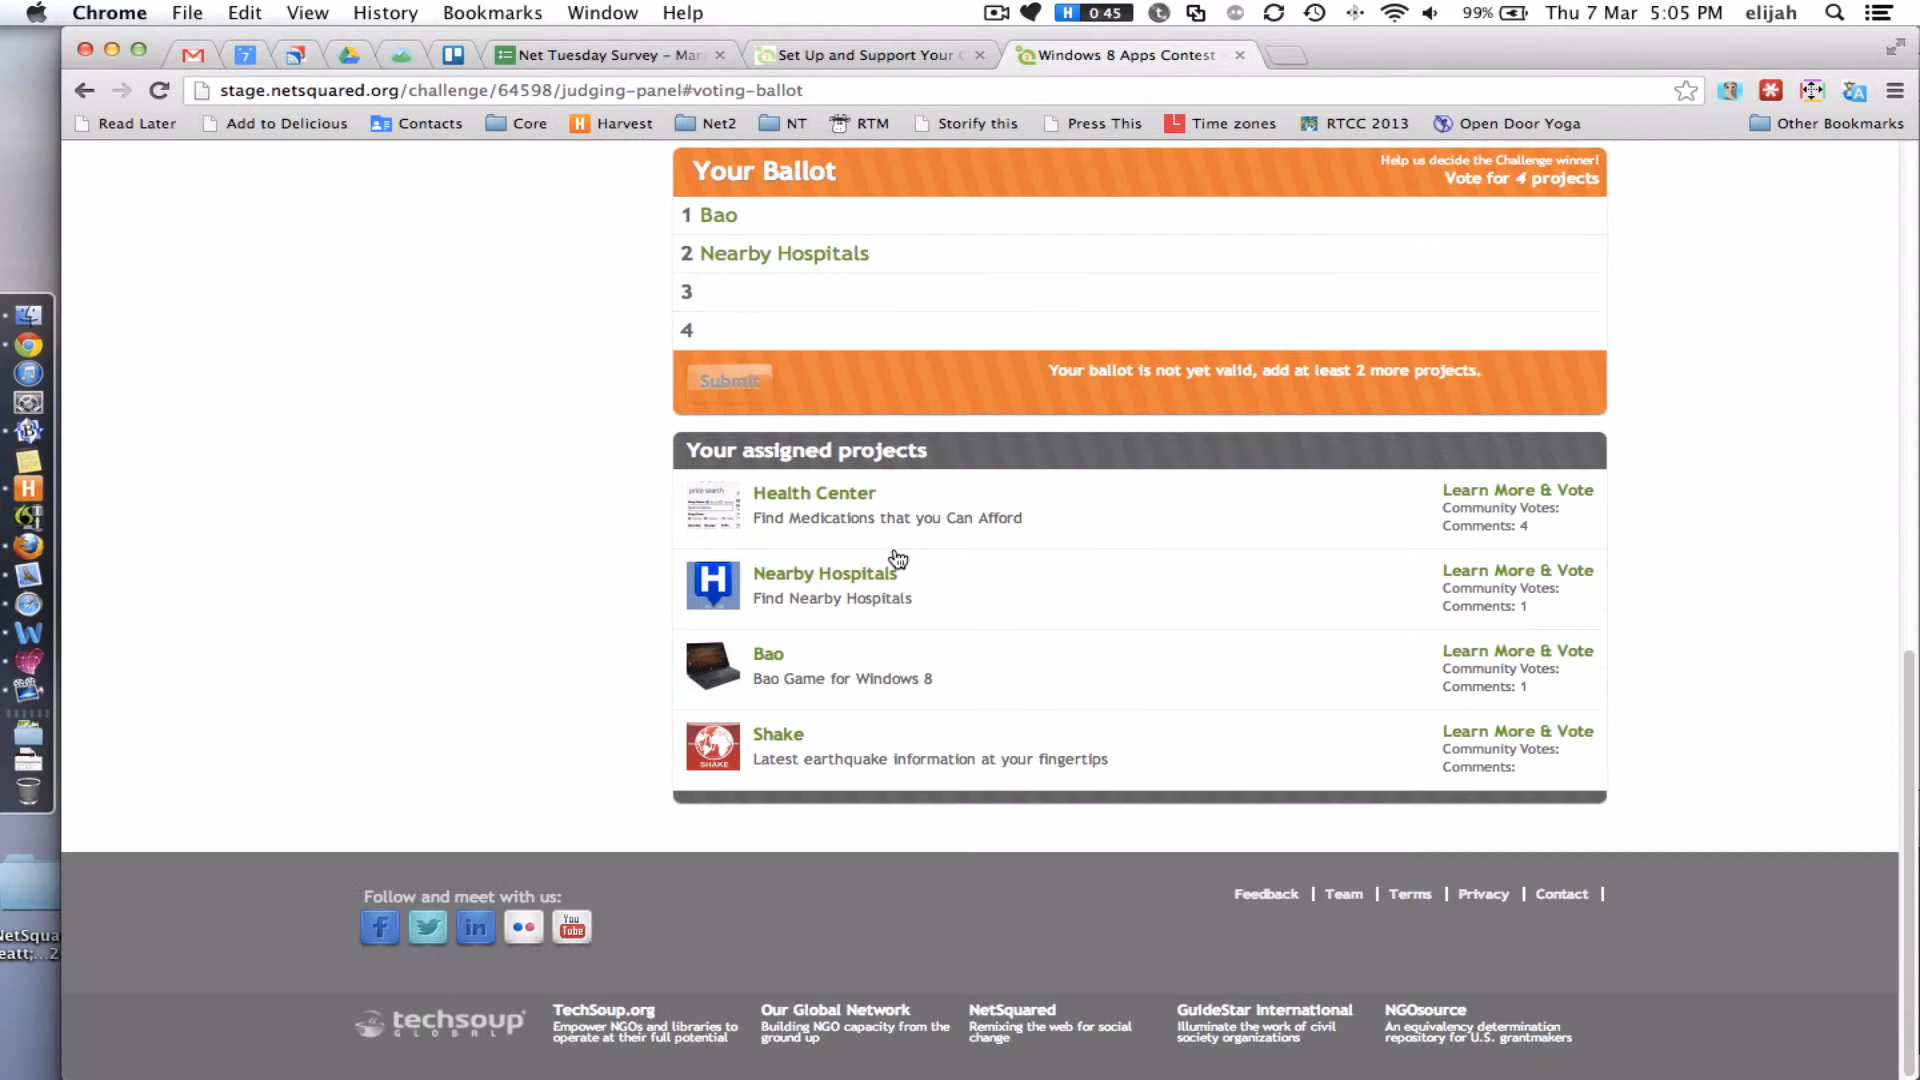 Chrome File Edit View History Bookmarks Window Help
H 0:45 99% Thu 7 Mar 5:05 PM elijah
7 Net Tuesday Survey – Mar Set Up and Support Your Windows 8 Apps Contest
stage.netsquared.org/challenge/64598/judging-panel#voting-ballot
Read Later Add to Delicious Contacts Core Harvest Net2 NT RTM Storify this Press This Time zones RTCC 2013 Open Door Yoga Other Bookmarks
Your Ballot
Help us decide the Challenge winner!
Vote for 4 projects
1 Bao
2 Nearby Hospitals
3
4
Submit
Your ballot is not yet valid, add at least 2 more projects.
Your assigned projects
price search
Health Center
Find Medications that you Can Afford
Learn More & Vote
Community Votes:
Comments: 4
H
Nearby Hospitals
Find Nearby Hospitals
Learn More & Vote
Community Votes:
Comments: 1
Bao
Bao Game for Windows 8
Learn More & Vote
Community Votes:
Comments: 1
SHAKE
Shake
Latest earthquake information at your fingertips
Learn More & Vote
Community Votes:
Comments:
Follow and meet with us:
f in You Tube
Feedback | Team | Terms | Privacy | Contact |
techsoup
GLOBAL
TechSoup.org
Empower NGOs and libraries to
operate at their full potential
Our Global Network
Building NGO capacity from the
ground up
NetSquared
Remixing the web for social
change
GuideStar International
Illuminate the work of civil
society organizations
NGOsource
An equivalency determination
repository for U.S. grantmakers